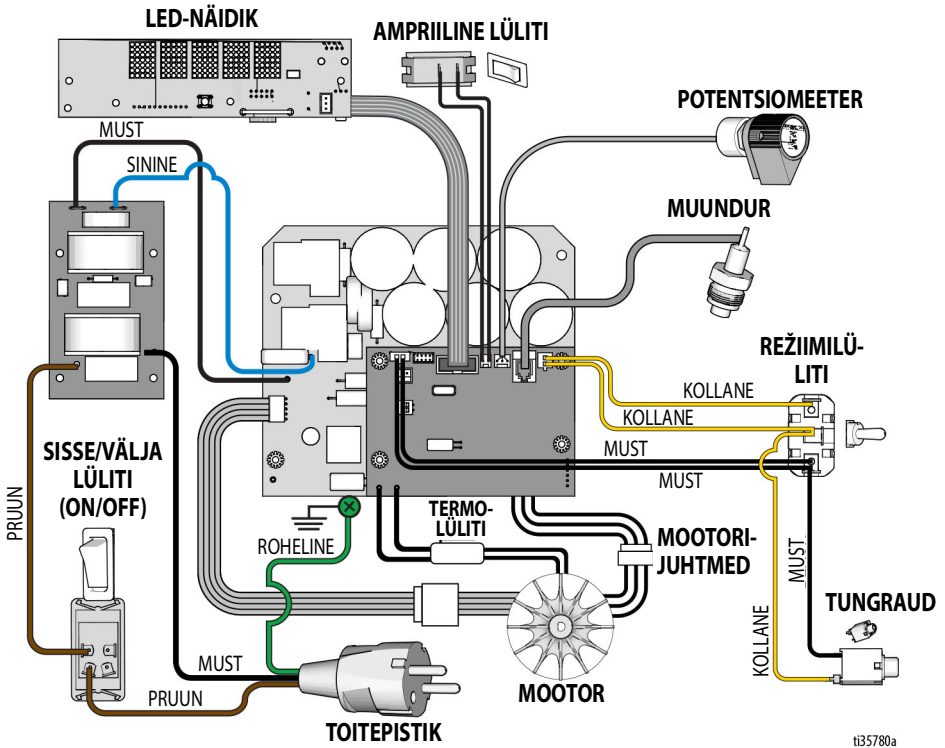 LED-NÄIDIK
AMPRIILINE LÜLITI
POTENTSIOMEETER
MUST
SININE
MUUNDUR
REŽIIMILÜ-
LITI
KOLLANE
KOLLANE
MUST
MUST
SISSE/VÄLJA
LÜLITI
(ON/OFF)
PRUUN
TERMO-
LÜLITI
ROHELINE
MOOTORI-
JUHTMED
MUST
TUNGRAUD
KOLLANE
MUST
PRUUN
MOOTOR
TOITEPISTIK
ti35780a